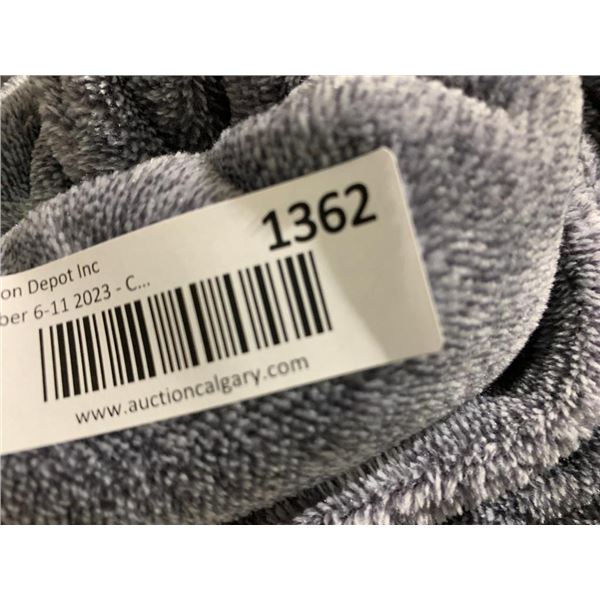 1362
on Depot Inc
ber 6-11 2023 - C...
www.auctioncalgary.com